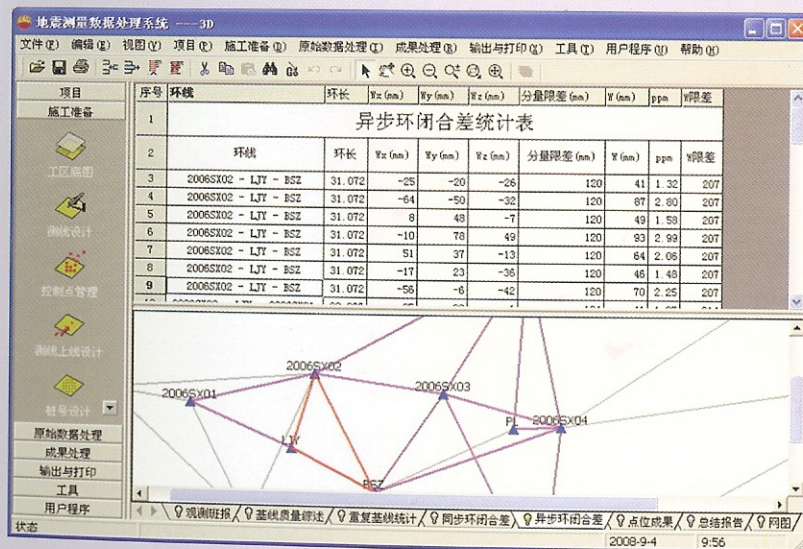 地震测量数据处理系统 ---3D
文件(F) 编辑(E) 视图(V) 项目(P) 施工准备(D) 原始数据处理(I) 成果处理(R) 输出与打印(X) 工具(T) 用户程序(U) 帮助(H)
项目
施工准备
工区底图
测线设计
控制点管理
测线上线设计
桩号设计
原始数据处理
成果处理
输出与打印
工具
用户程序
序号 环线 环长 Wx(mm) Wy(mm) Wz(mm) 分量限差(mm) W(mm) ppm W限差
1 异步环闭合差统计表
2 环线 环长 Wx(mm) Wy(mm) Wz(mm) 分量限差(mm) W(mm) ppm W限差
3 2006SX02 - LJY - BSZ 31.072 -25 -20 -26 120 41 1.32 207
4 2006SX02 - LJY - BSZ 31.072 -64 -50 -32 120 87 2.80 207
5 2006SX02 - LJY - BSZ 31.072 8 48 -7 120 49 1.58 207
6 2006SX02 - LJY - BSZ 31.072 -10 78 49 120 93 2.99 207
7 2006SX02 - LJY - BSZ 31.072 51 37 -13 120 64 2.06 207
8 2006SX02 - LJY - BSZ 31.072 -17 23 -36 120 46 1.48 207
9 2006SX02 - LJY - BSZ 31.072 -56 -6 -42 120 70 2.25 207
2006SX02
2006SX01
2006SX03
PL 2006SX04
LJY
BSZ
观测班报 基线质量综述 重复基线统计 同步环闭合差 异步环闭合差 点位成果 总结报告 网图
状态
2008-9-4 9:56